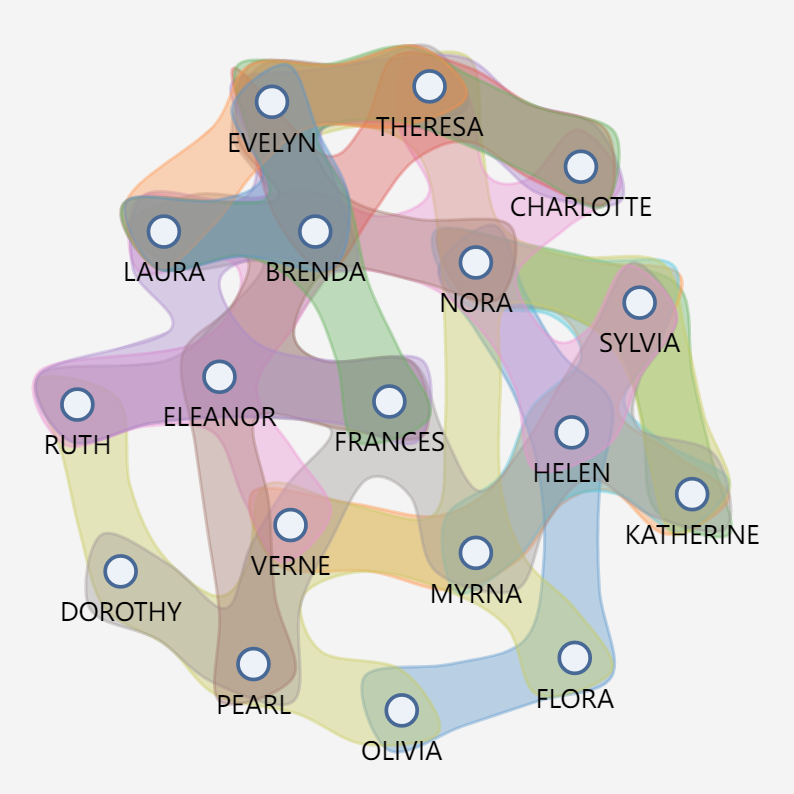 THERESA
EVELYN
CHARLOTTE
LAURA
BRENDA
NORA
SYLVIA
ELEANOR
RUTH
FRANCES
HELEN
KATHERINE
VERNE
MYRNA
DOROTHY
FLORA
PEARL
OLIVIA